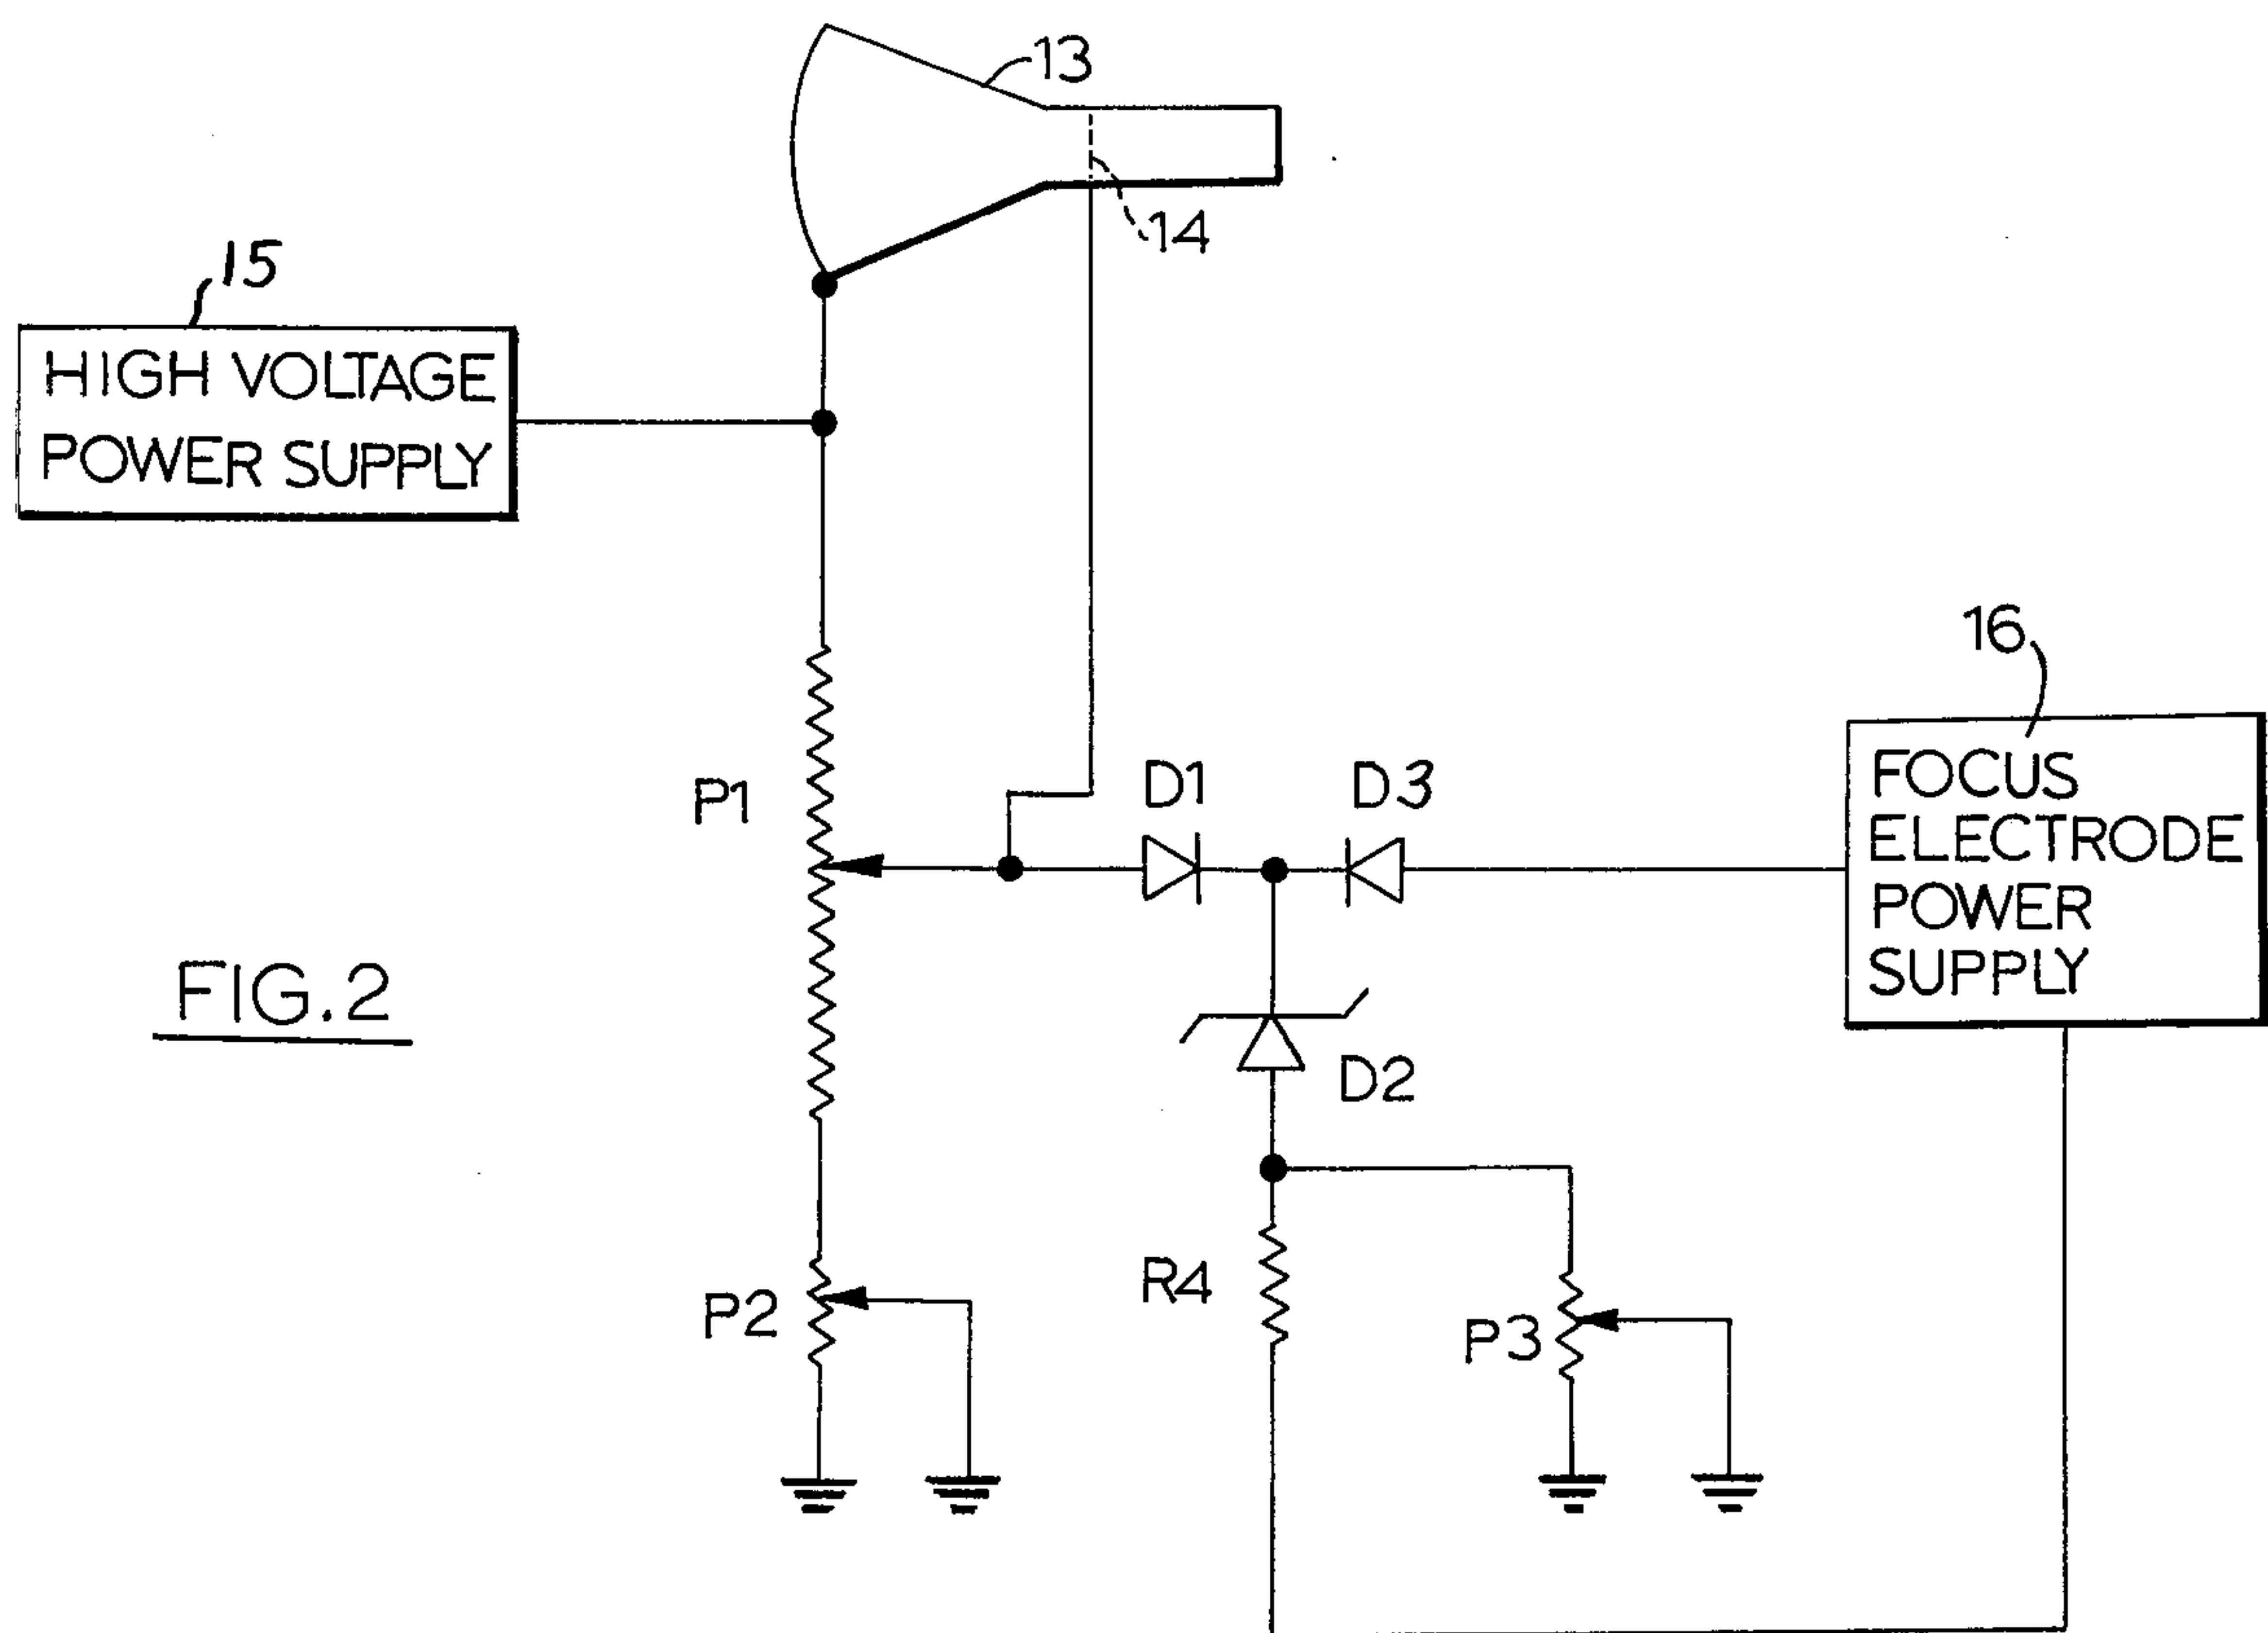 13
14
15
HIGH VOLTAGE
POWER SUPPLY
16
FOCUS
ELECTRODE
POWER
SUPPLY
P1
D1
D3
FIG.2
D2
R4
P2
P3